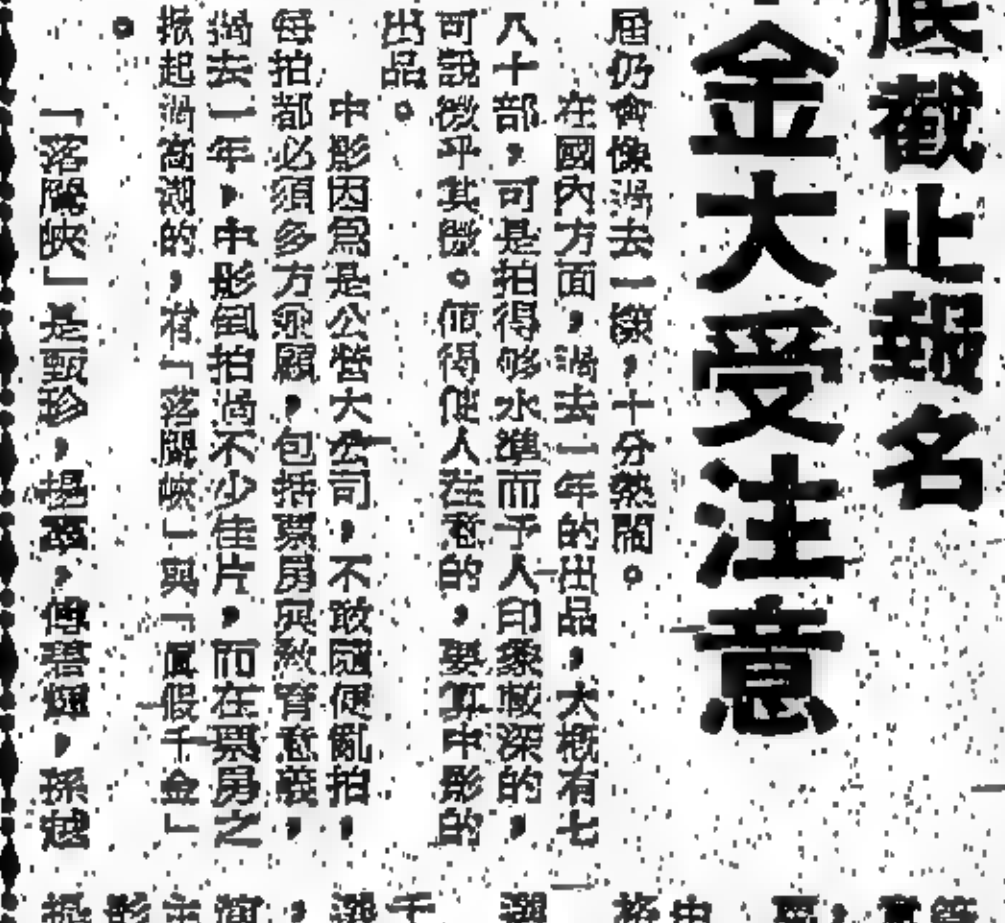 底截止報名
金大受注意
屆仍會像過去一樣，十分熱鬧。
在國內方面，過去一年的出品，大概有七
八十部，可是拍得够水準而予人印象較深的，
可說微乎其微。值得使人在意的，要算中影的
出品。
中影因爲是公營大公司，不敢隨便亂拍，
每拍都必須多方兼顧，包括票房與教育意義，
過去一年，中影氣拍過不少佳片，而在票房之
掀起過高潮的，有「落鷹峽」與「眞假千金」
。
「落鷹峽」是甄珍，楊羣，傅碧輝，孫越